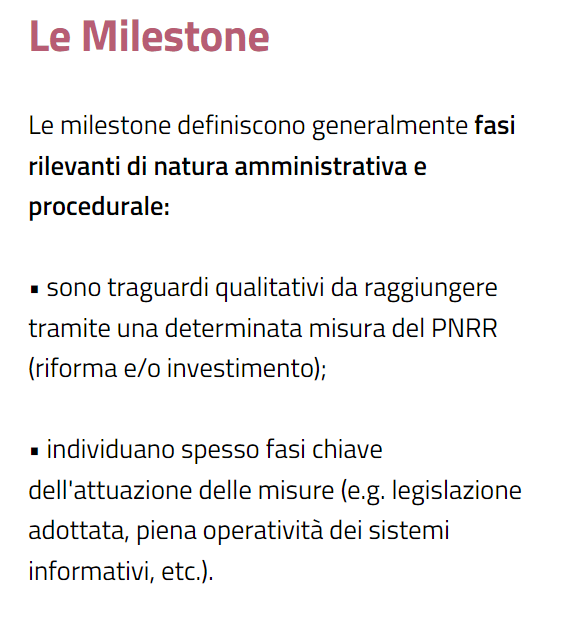 Le Milestone
Le milestone definiscono generalmente fasi
rilevanti di natura amministrativa e
procedurale:
▪ sono traguardi qualitativi da raggiungere
tramite una determinata misura del PNRR
(riforma e/o investimento);
▪ individuano spesso fasi chiave
dell'attuazione delle misure (e.g. legislazione
adottata, piena operatività dei sistemi
informativi, etc.).